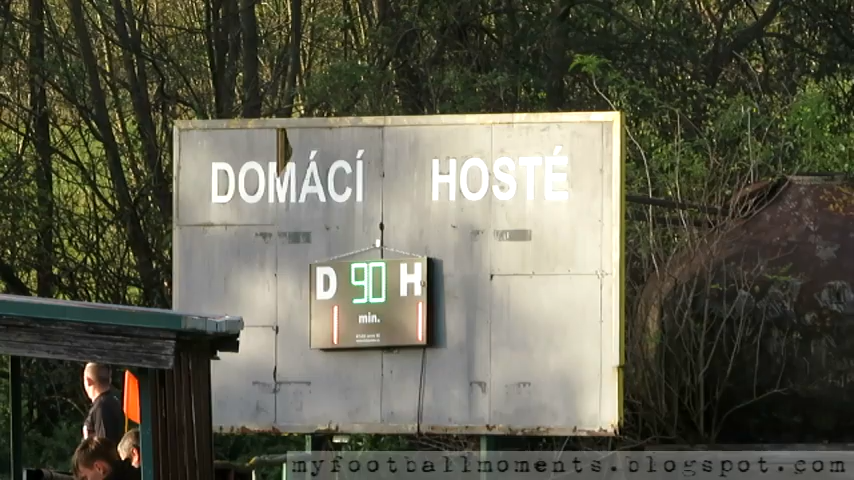 DOMÁCÍ HOSTÉ
D 90 H
min.
1 1
myfootballmoments.blogspot.com